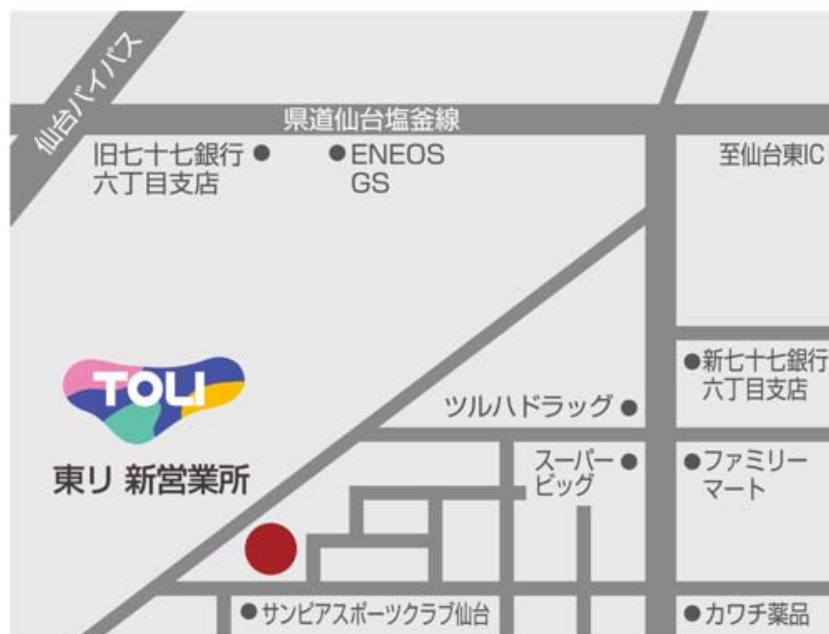 仙台バイパス
県道仙台塩釜線
旧七十七銀行
六丁目支店
ENEOS
GS
至仙台東IC
TOLI
東リ 新営業所
新七十七銀行
六丁目支店
ツルハドラッグ
スーパー
ビッグ
ファミリー
マート
サンピアスポーツクラブ仙台
カワチ薬品